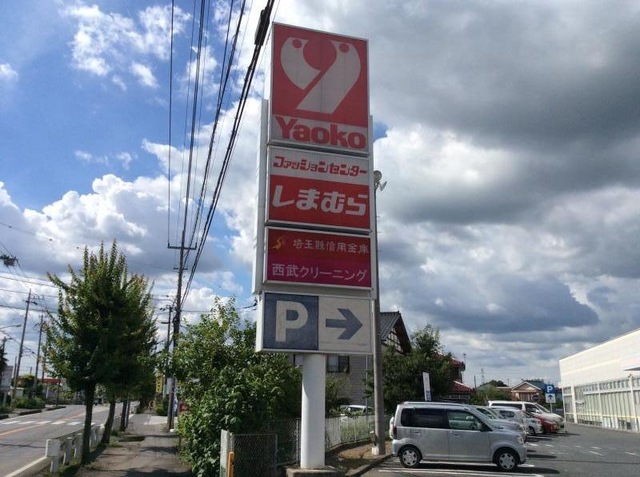 Yaoko
ファッションセンター
しまむら
埼玉縣信用金庫
西武クリーニング
P
P